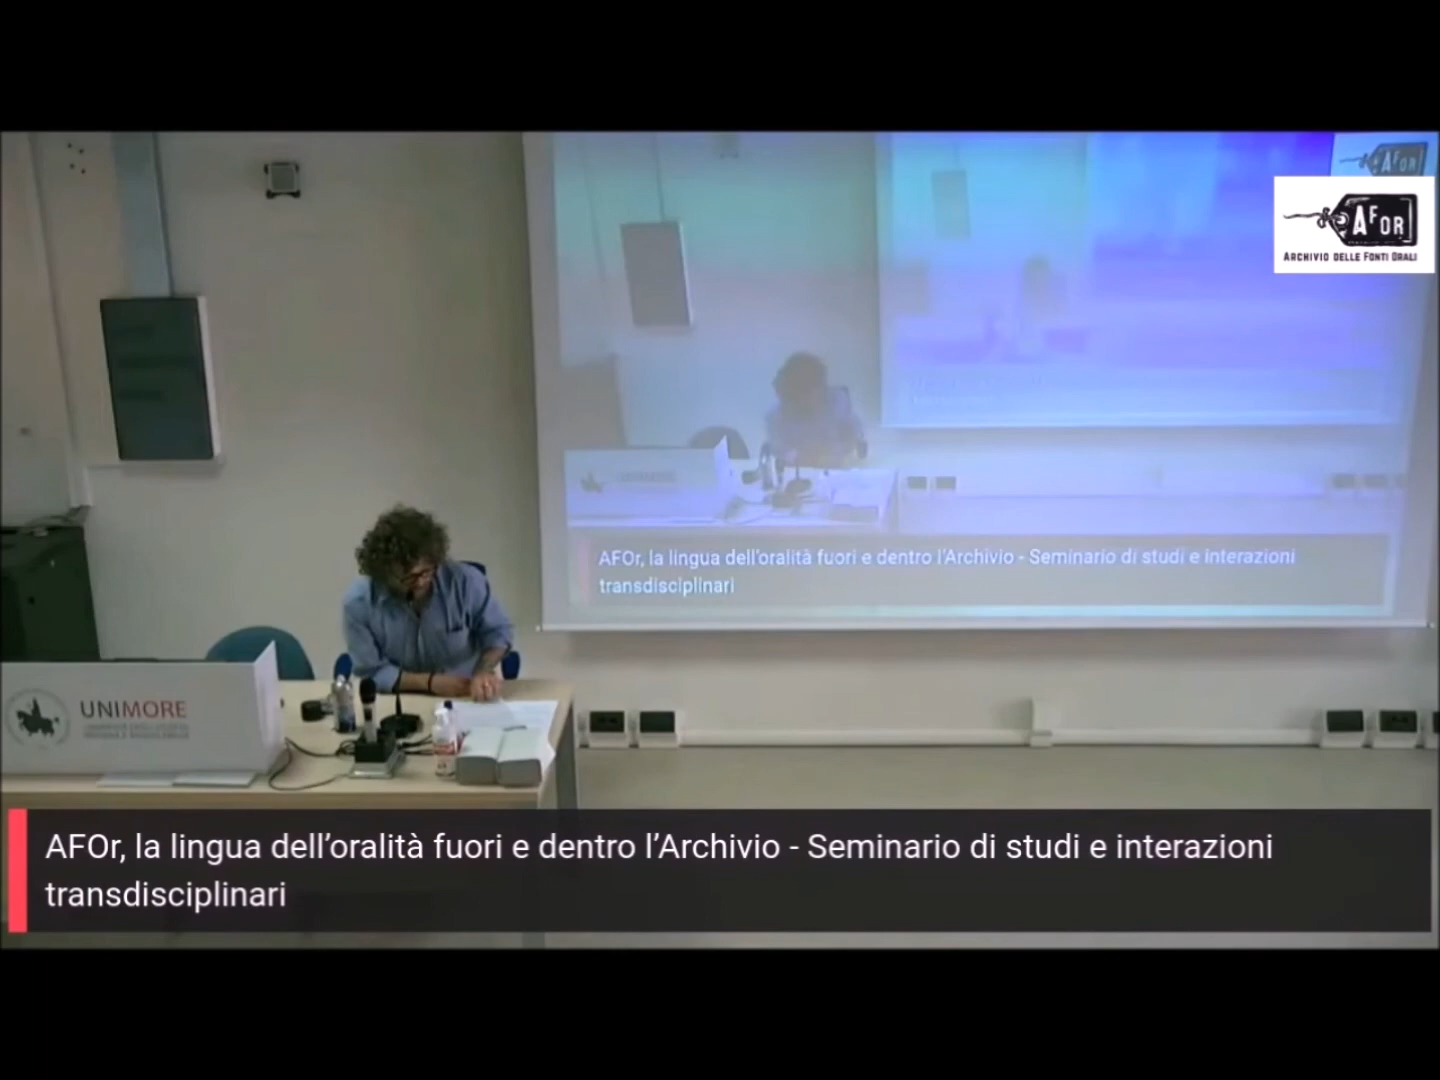 AFOR
AFOR
ARCHIVIO DELLE FONTI ORALI
AFOr, la lingua dell'oralità fuori e dentro l'Archivio - Seminario di studi e interazioni
transdisciplinari
UNIMORE
AFOr, la lingua dell’oralità fuori e dentro l’Archivio - Seminario di studi e interazioni
transdisciplinari